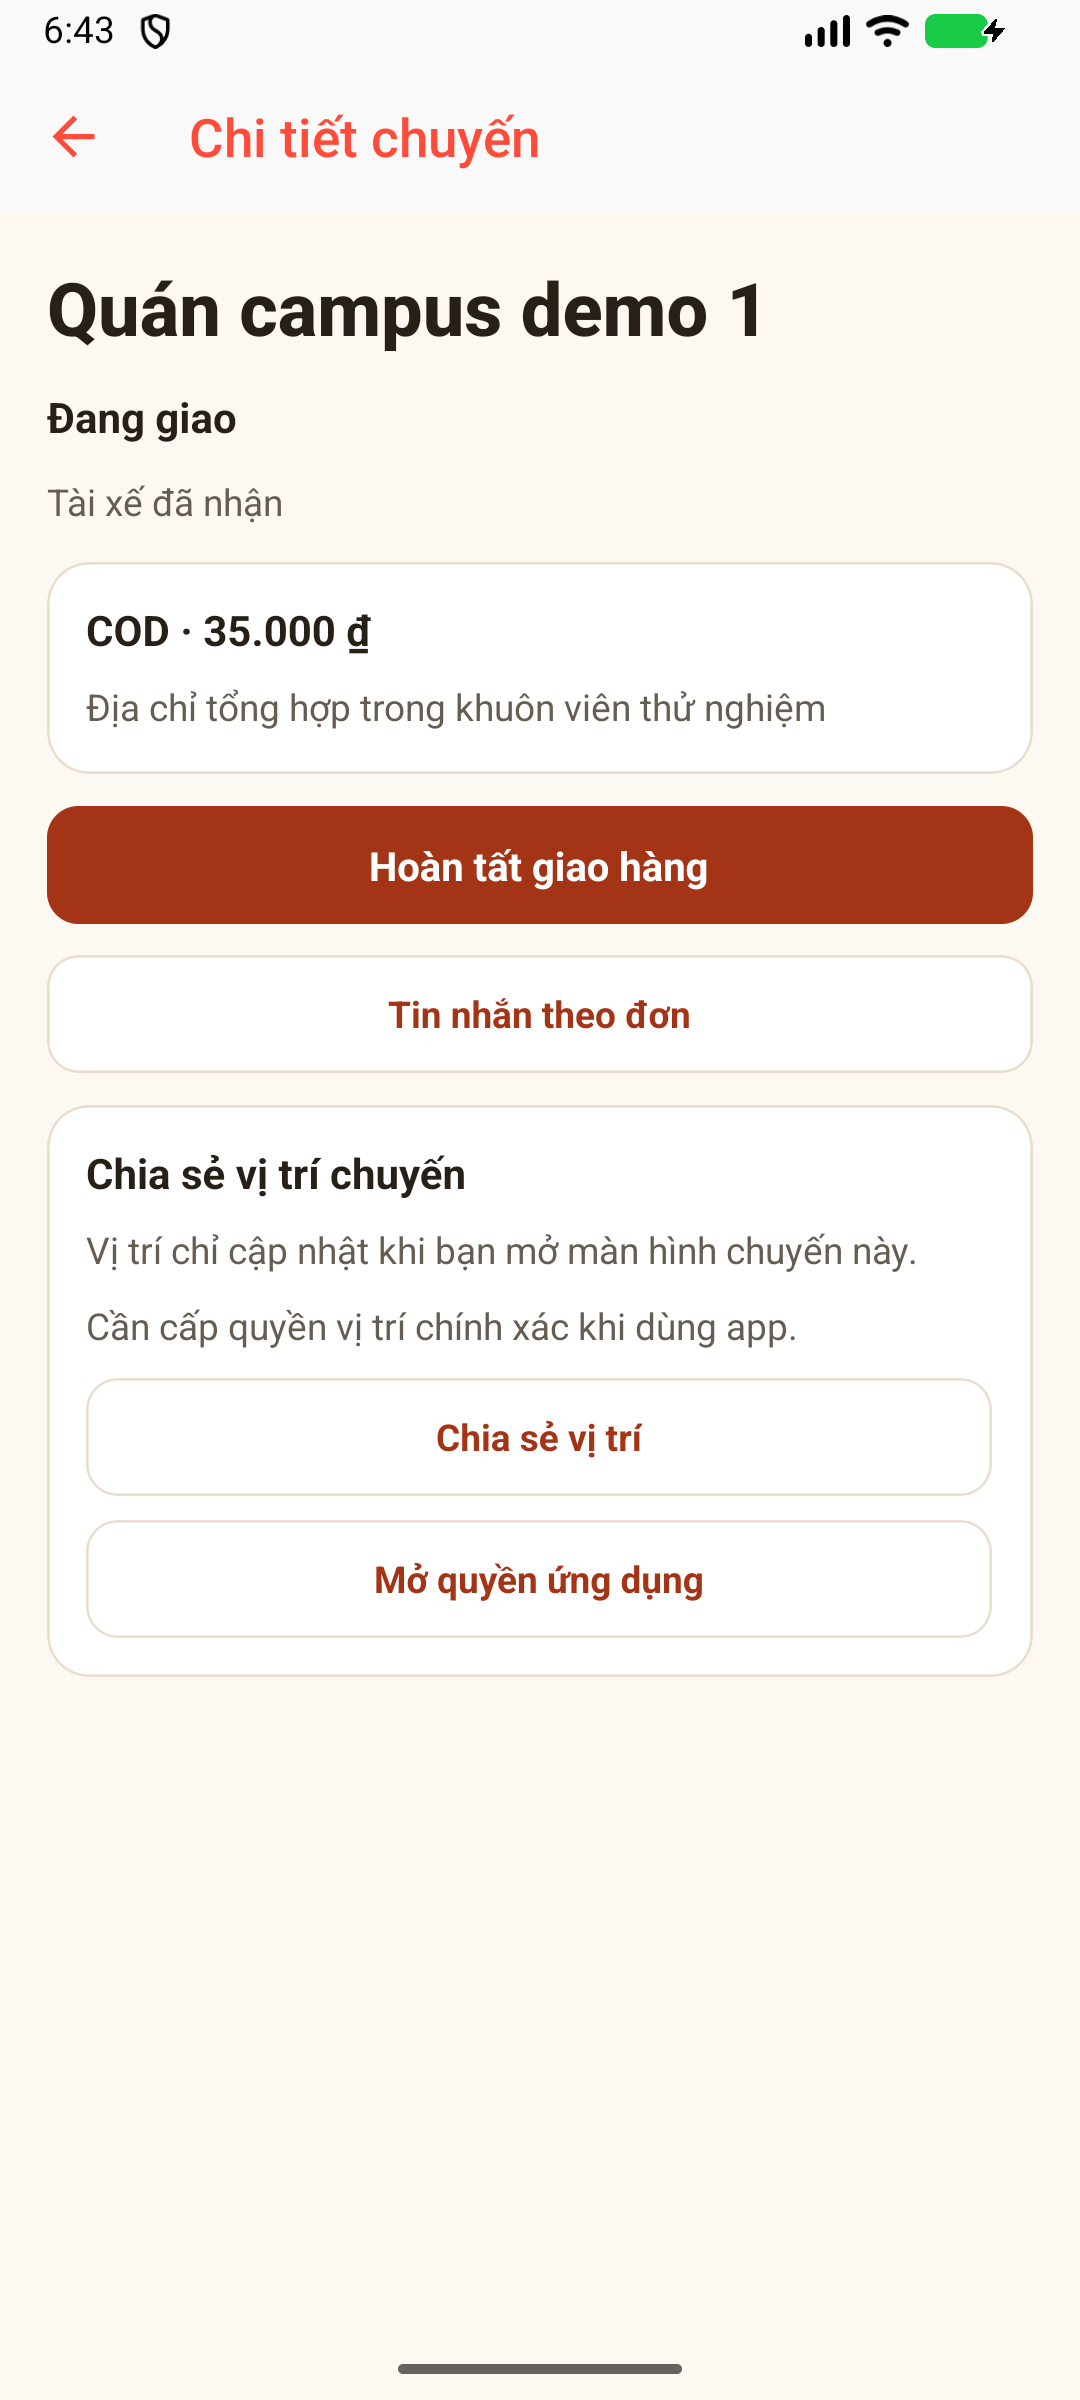 6:43
Chi tiết chuyến
Quán campus demo 1
Đang giao
Tài xế đã nhận
COD · 35.000 ₫
Địa chỉ tổng hợp trong khuôn viên thử nghiệm
Hoàn tất giao hàng
Tin nhắn theo đơn
Chia sẻ vị trí chuyến
Vị trí chỉ cập nhật khi bạn mở màn hình chuyến này.
Cần cấp quyền vị trí chính xác khi dùng app.
Chia sẻ vị trí
Mở quyền ứng dụng